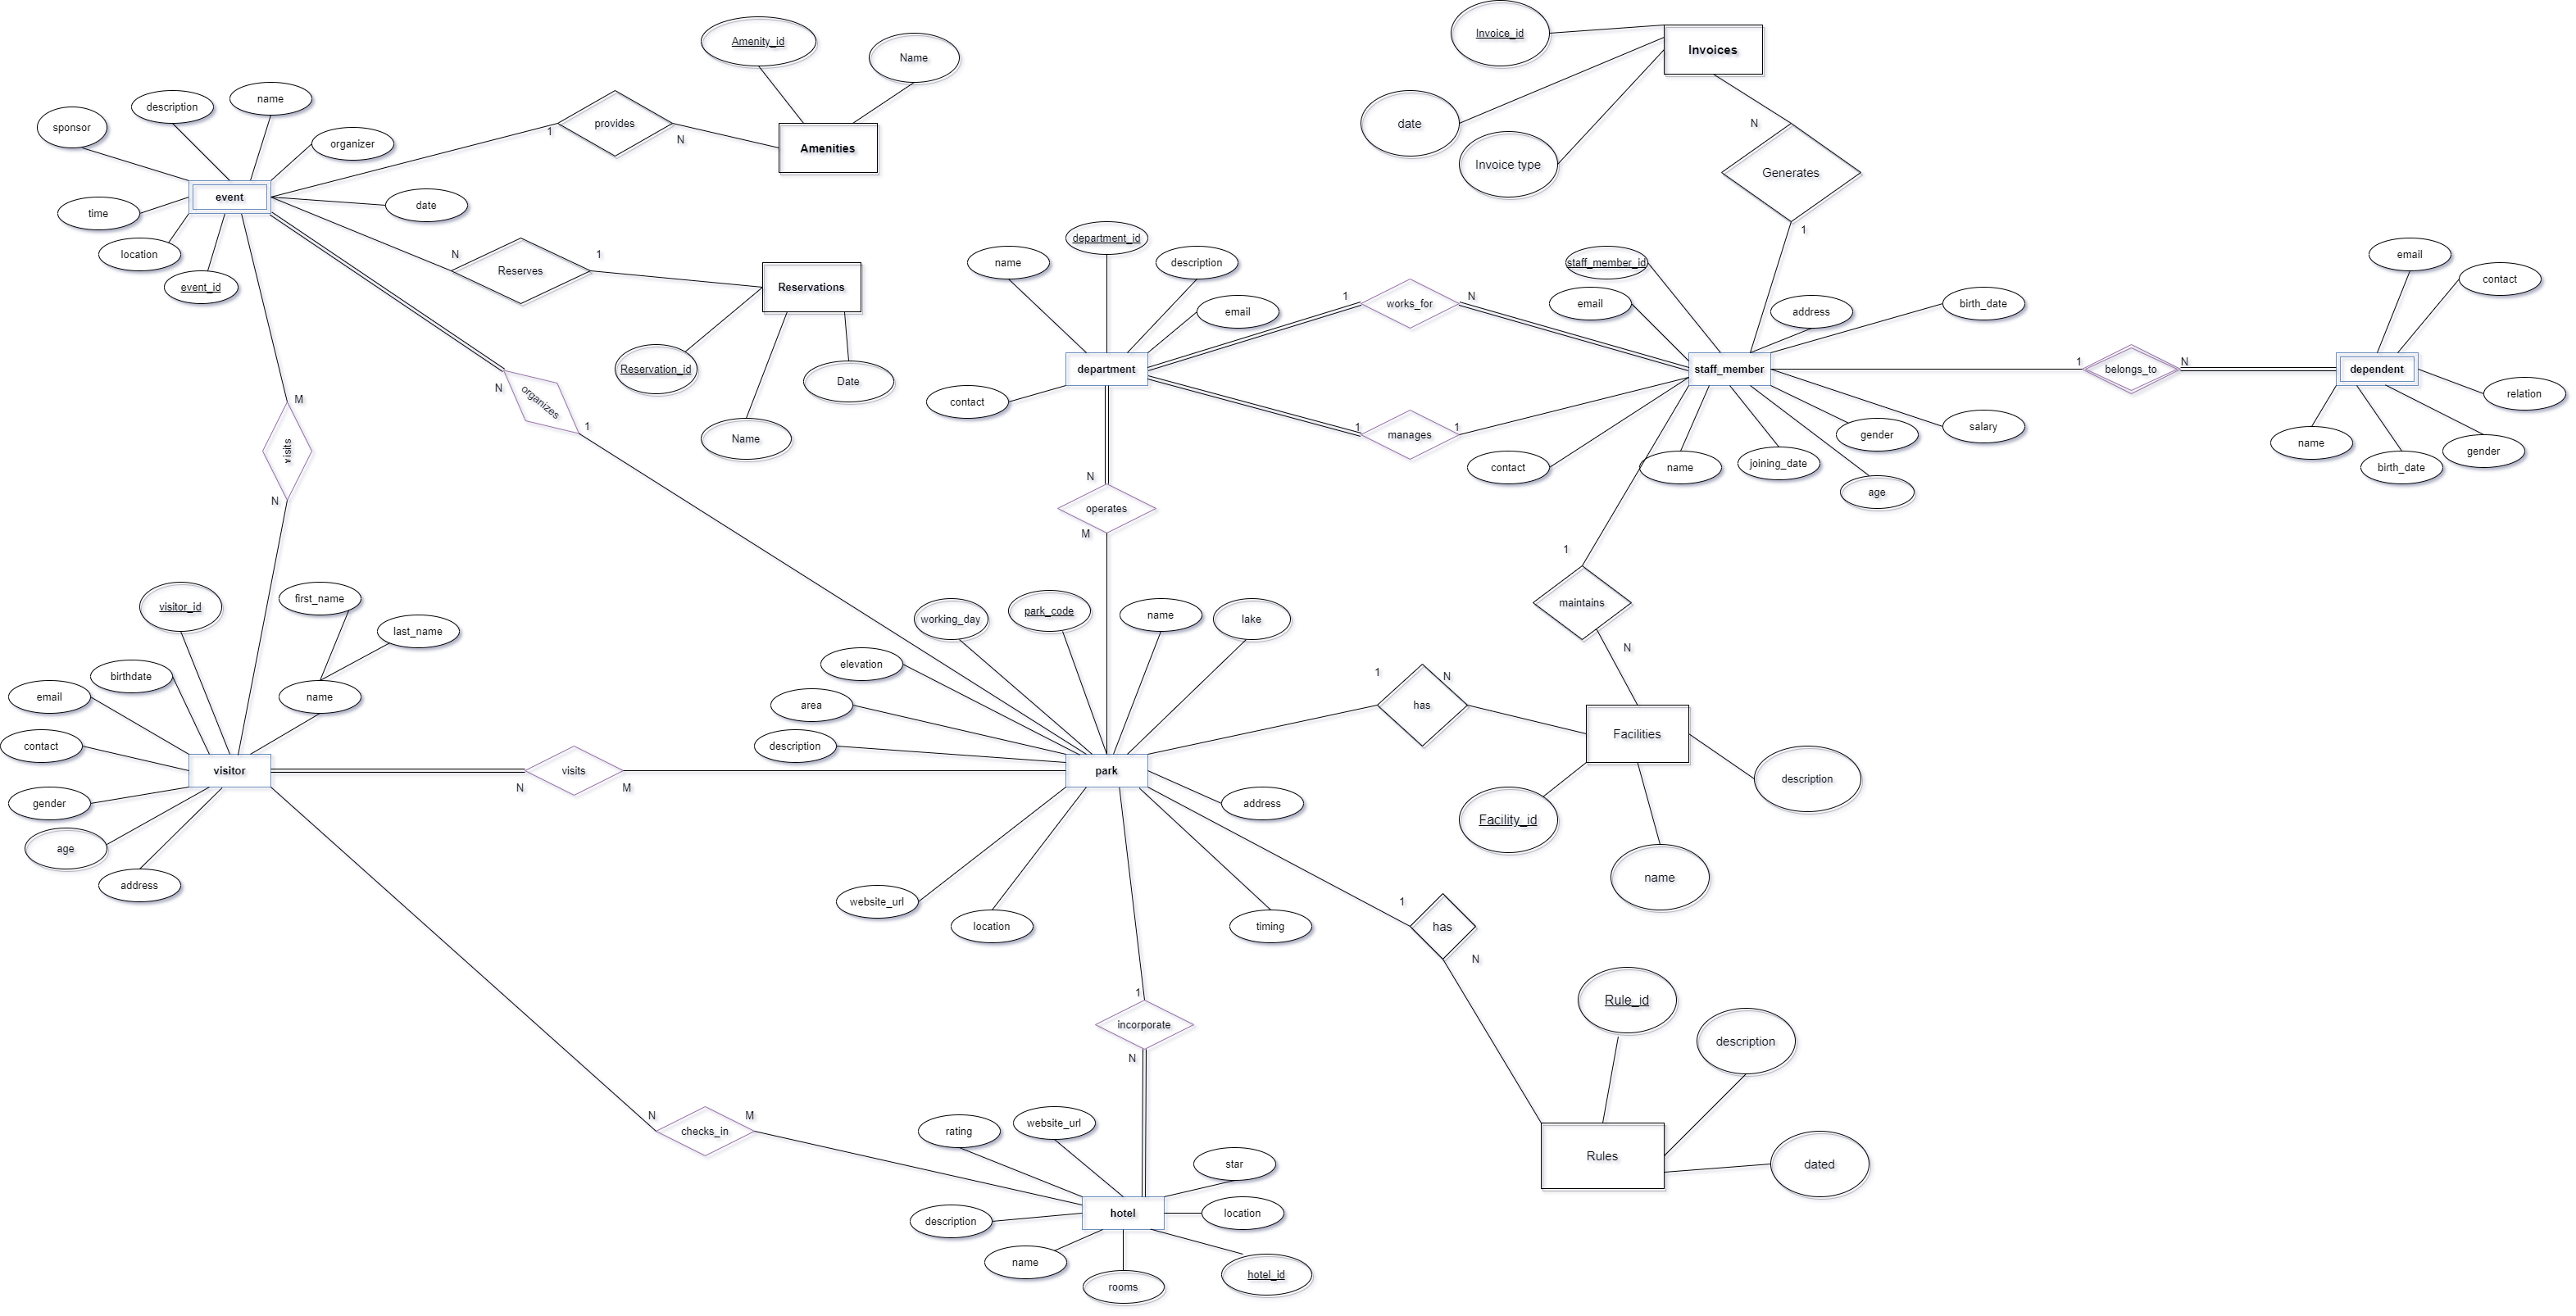 Invoice_id
Amenity_id
Invoices
Name
name
description
date
sponsor
provides
1
N
N
organizer
Amenities
Invoice type
Generates
event
date
time
1
department_id
email
location
N
1
name
description
staff_member_id
Reserves
contact
event_id
Reservations
1
works_for
N
email
birth_date
email
address
1
belongs_to
N
Reservation_id
department
staff_member
dependent
Date
organizes
N
relation
M
contact
1
1
manages
1
salary
gender
Name
name
visits
gender
joining_date
contact
name
birth_date
N
N
age
operates
M
1
first_name
maintains
visitor_id
park_code
name
working_day
lake
last_name
N
elevation
birthdate
1
N
email
name
area
has
Facilities
contact
description
visitor
visits
park
description
N
M
gender
address
Facility_id
age
name
address
website_url
1
location
timing
has
N
1
Rule_id
incorporate
description
N
N
M
website_url
rating
checks_in
Rules
star
dated
hotel
location
description
name
hotel_id
rooms